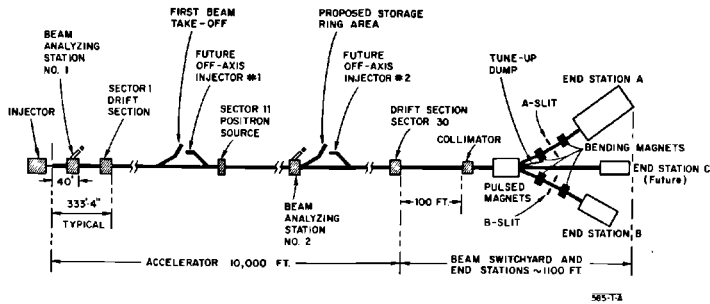 BEAM
ANALYZING
STATION
NO. 1
FIRST BEAM
TAKE-OFF
FUTURE
OFF-AXIS
INJECTOR #1
PROPOSED STORAGE
RING AREA
FUTURE
OFF-AXIS
INJECTOR #2
TUNE-UP
DUMP
END STATION A
A-SLIT
SECTOR 1
DRIFT
SECTION
SECTOR 11
POSITRON
SOURCE
DRIFT SECTION
SECTOR 30
COLLIMATOR
INJECTOR
BENDING MAGNETS
END STATION C
(Future)
40'
333'-4"
TYPICAL
BEAM
ANALYZING
STATION
NO. 2
100 FT.
PULSED
MAGNETS
B-SLIT
END STATION B
ACCELERATOR 10,000 FT.
BEAM SWITCHYARD AND
END STATIONS ~1100 FT
585-1-A